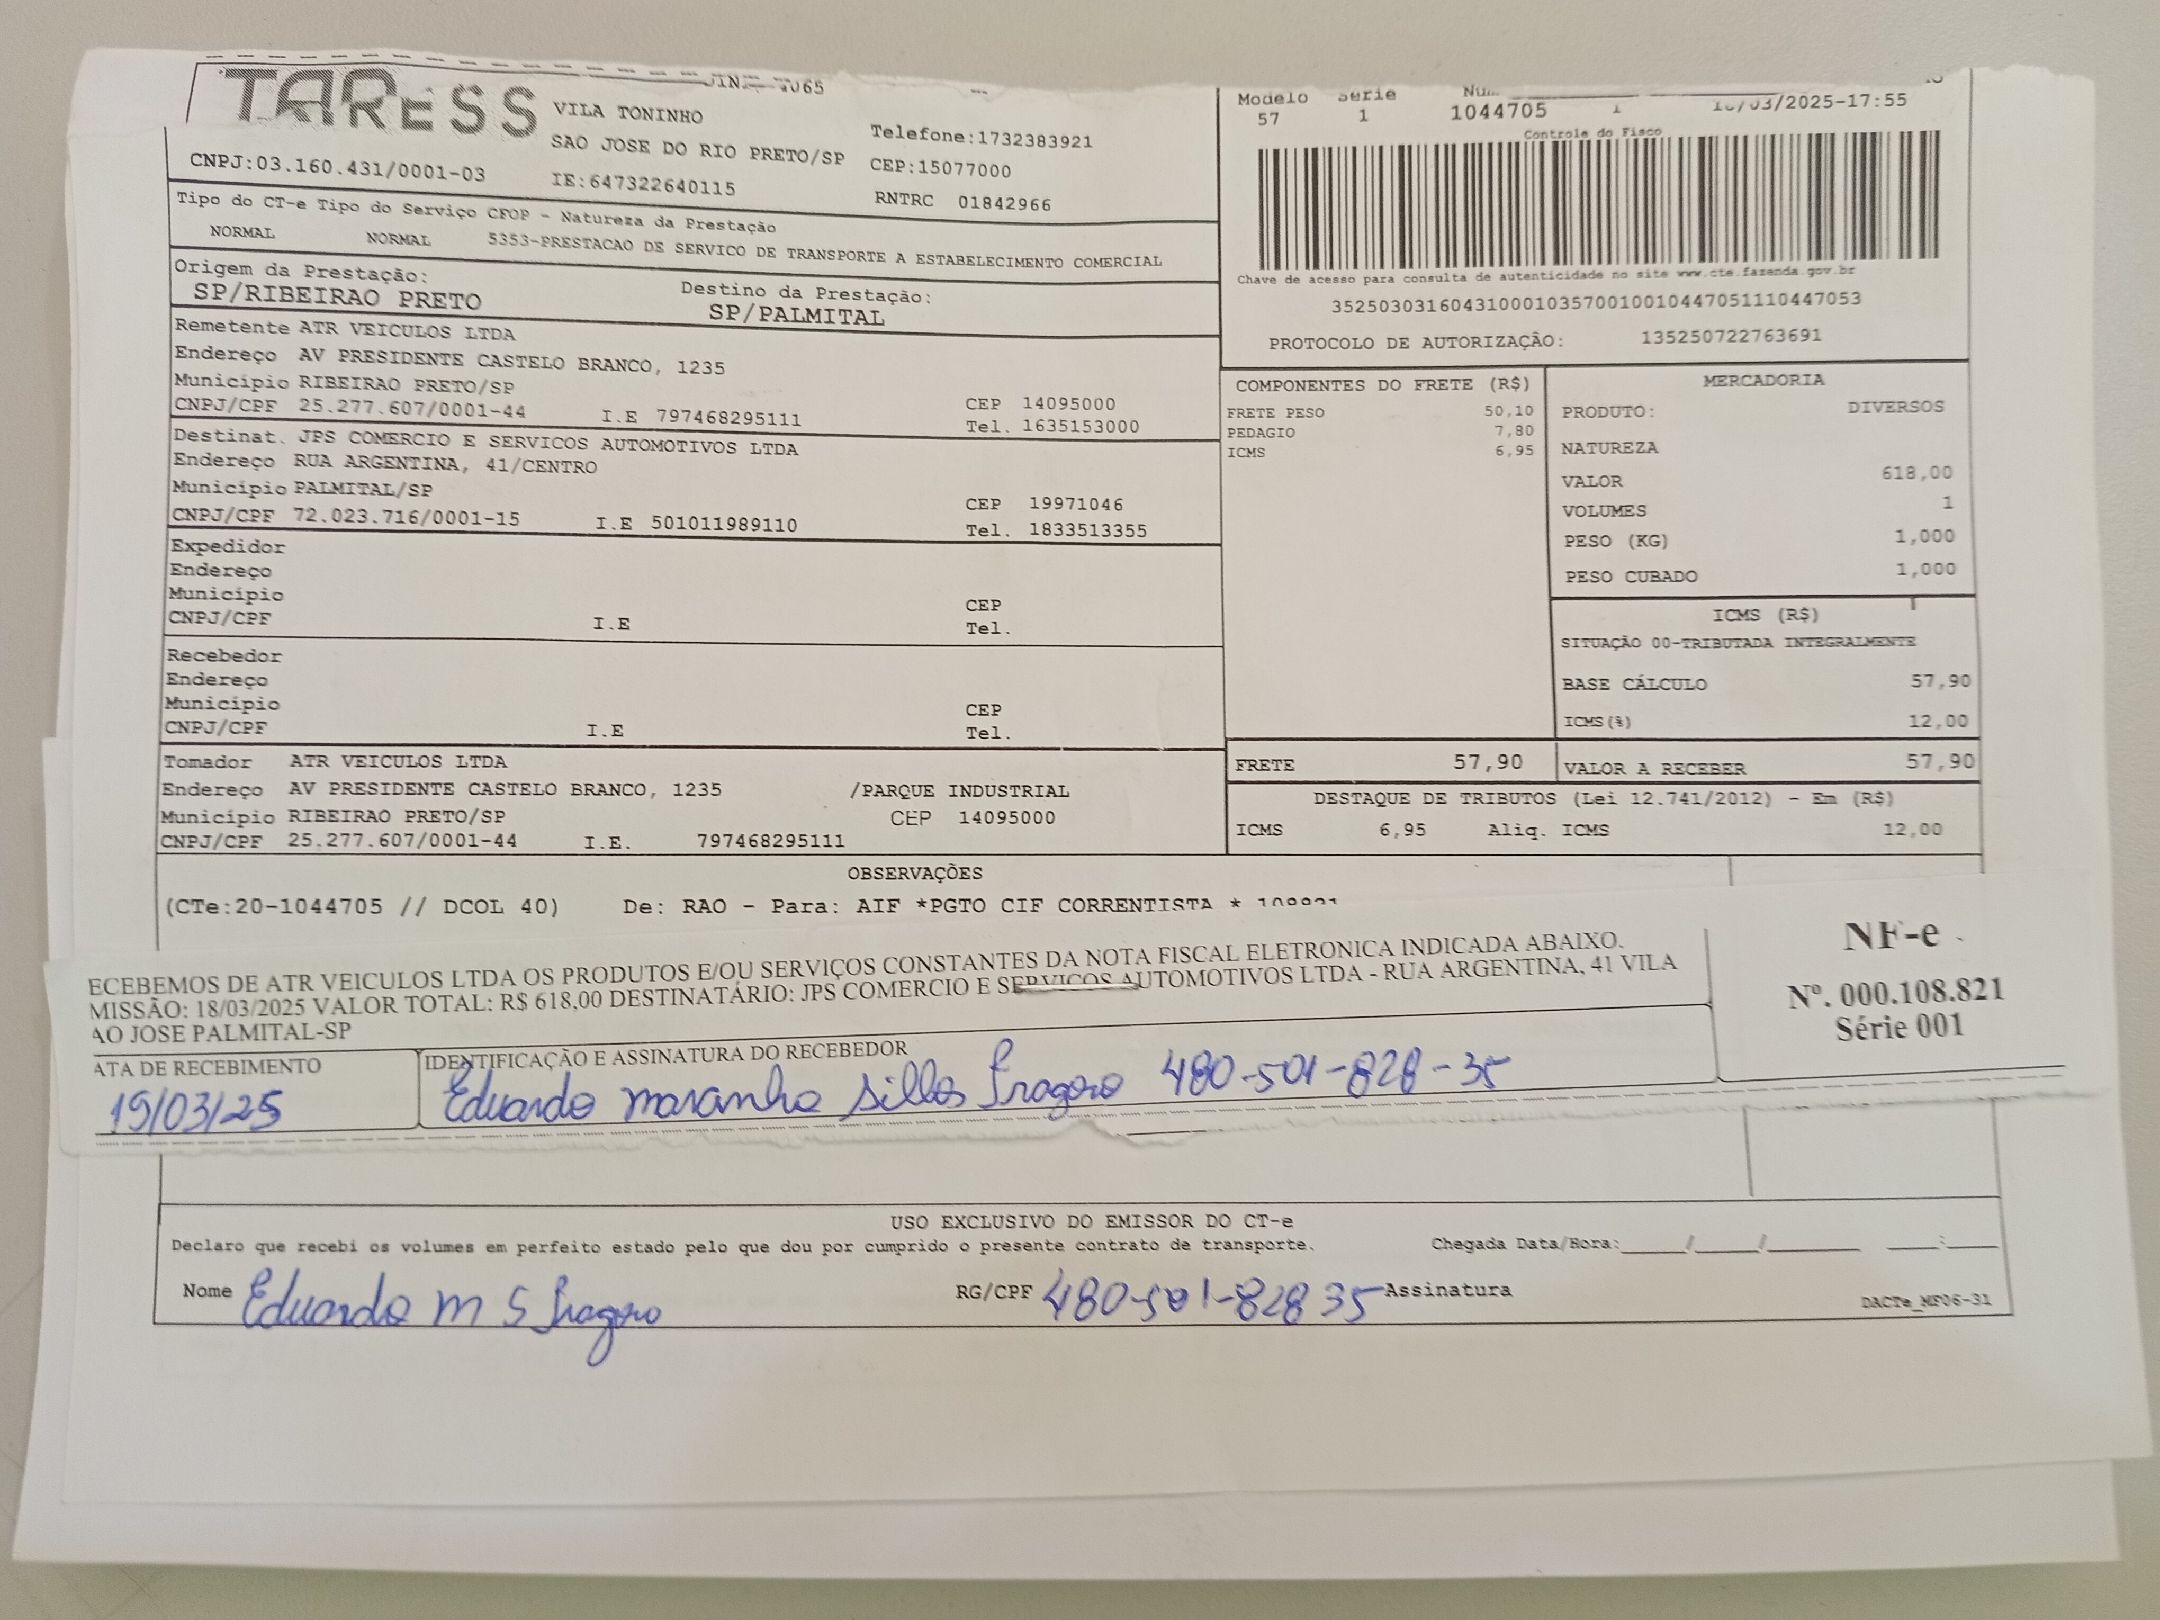 TARESS
VILA TONINHO
SAO JOSE DO RIO PRETO/SP
Telefone:1732383921
CNPJ:03.160.431/0001-03
IE:647322640115
CEP:15077000
RNTRC 01842966
Tipo do CT-e Tipo do Serviço CFOP - Natureza da Prestação
NORMAL NORMAL 5353-PRESTACAO DE SERVICO DE TRANSPORTE A ESTABELECIMENTO COMERCIAL
Origem da Prestação:
SP/RIBEIRAO PRETO
Destino da Prestação:
SP/PALMITAL
Modelo Serie
57 1 1044705 1 /03/2025-17:55
Controle do Fisco
Chave de acesso para consulta de autenticidade no site www.cte.fazenda.gov.br
35250303160431000103570010010447051110447053
PROTOCOLO DE AUTORIZAÇÃO: 135250722763691
Remetente ATR VEICULOS LTDA
Endereço AV PRESIDENTE CASTELO BRANCO, 1235
Município RIBEIRAO PRETO/SP CEP 14095000
CNPJ/CPF 25.277.607/0001-44 I.E 797468295111 Tel. 1635153000
Destinat. JPS COMERCIO E SERVICOS AUTOMOTIVOS LTDA
Endereço RUA ARGENTINA, 41/CENTRO
Município PALMITAL/SP CEP 19971046
CNPJ/CPF 72.023.716/0001-15 I.E 501011989110 Tel. 1833513355
Expedidor
Endereço
Município CEP
CNPJ/CPF I.E Tel.
Recebedor
Endereço
Município CEP
CNPJ/CPF I.E Tel.
Tomador ATR VEICULOS LTDA
Endereço AV PRESIDENTE CASTELO BRANCO, 1235 /PARQUE INDUSTRIAL
Município RIBEIRAO PRETO/SP CEP 14095000
CNPJ/CPF 25.277.607/0001-44 I.E. 797468295111
COMPONENTES DO FRETE (R$)
FRETE PESO 50,10
PEDAGIO 7,80
ICMS 6,95
MERCADORIA
PRODUTO: DIVERSOS
NATUREZA
VALOR 618,00
VOLUMES 1
PESO (KG) 1,000
PESO CUBADO 1,000
ICMS (R$)
SITUAÇÃO 00-TRIBUTADA INTEGRALMENTE
BASE CÁLCULO 57,90
ICMS(%) 12,00
FRETE 57,90 VALOR A RECEBER 57,90
DESTAQUE DE TRIBUTOS (Lei 12.741/2012) - Em (R$)
ICMS 6,95 Aliq. ICMS 12,00
OBSERVAÇÕES
(CTe:20-1044705 // DCOL 40) De: RAO - Para: AIF *PGTO CIF CORRENTISTA *
ECEBEMOS DE ATR VEICULOS LTDA OS PRODUTOS E/OU SERVIÇOS CONSTANTES DA NOTA FISCAL ELETRONICA INDICADA ABAIXO.
MISSÃO: 18/03/2025 VALOR TOTAL: R$ 618,00 DESTINATÁRIO: JPS COMERCIO E SERVICOS AUTOMOTIVOS LTDA - RUA ARGENTINA, 41 VILA
AO JOSE PALMITAL-SP
NF-e
Nº. 000.108.821
Série 001
ATA DE RECEBIMENTO
19/03/25
IDENTIFICAÇÃO E ASSINATURA DO RECEBEDOR
Eduardo maranho sillos fragoso 480-501-828-35
USO EXCLUSIVO DO EMISSOR DO CT-e
Declaro que recebi os volumes em perfeito estado pelo que dou por cumprido o presente contrato de transporte. Chegada Data/Hora:____/____/____ ___:___
Nome Eduardo M S fragoso RG/CPF 480-501-828 35 Assinatura
DACTe_MF06-31